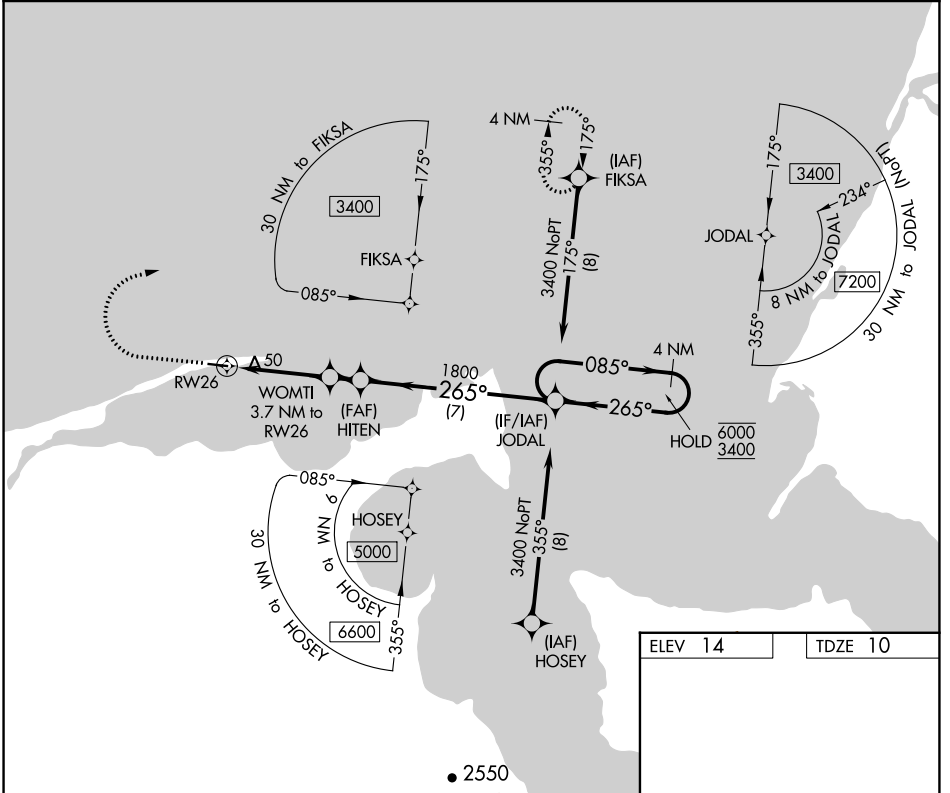 30 NM to FIKSA
175°
3400
FIKSA
085°
4 NM
355°
175°
(IAF)
FIKSA
3400 NoPT
175°
(8)
175°
3400
234°
JODAL
8 NM to JODAL
7200
355°
30 NM to JODAL (NoPT)
RW26
50
WOMTI
3.7 NM to
RW26
(FAF)
HITEN
1800
265°
(7)
(IF/IAF)
JODAL
085°
4 NM
265°
HOLD
6000
3400
085°
HOSEY
5000
9 NM to HOSEY
6600
355°
30 NM to HOSEY
3400 NoPT
355°
(8)
(IAF)
HOSEY
2550
ELEV 14
TDZE 10